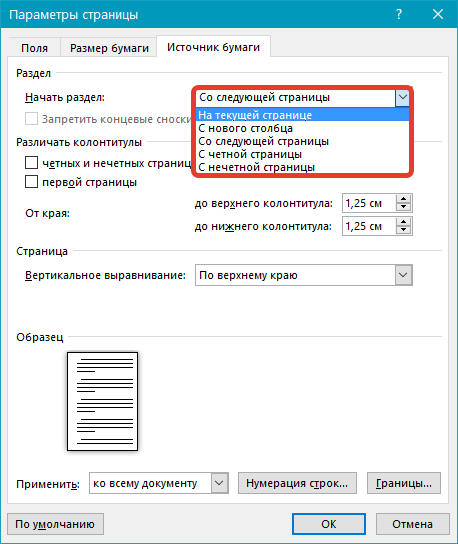 Параметры страницы
Поля Размер бумаги Источник бумаги
Раздел
Начать раздел: Со следующей страницы
На текущей странице
Запретить концевые сноски
С нового столбца
Со следующей страницы
Различать колонтитулы
С четной страницы
чётных и нечетных страниц
С нечетной страницы
первой страницы
От края: до верхнего колонтитула: 1,25 см
до нижнего колонтитула: 1,25 см
Страница
Вертикальное выравнивание: По верхнему краю
Образец
Применить: ко всему документу Нумерация строк... Границы...
По умолчанию ОК Отмена